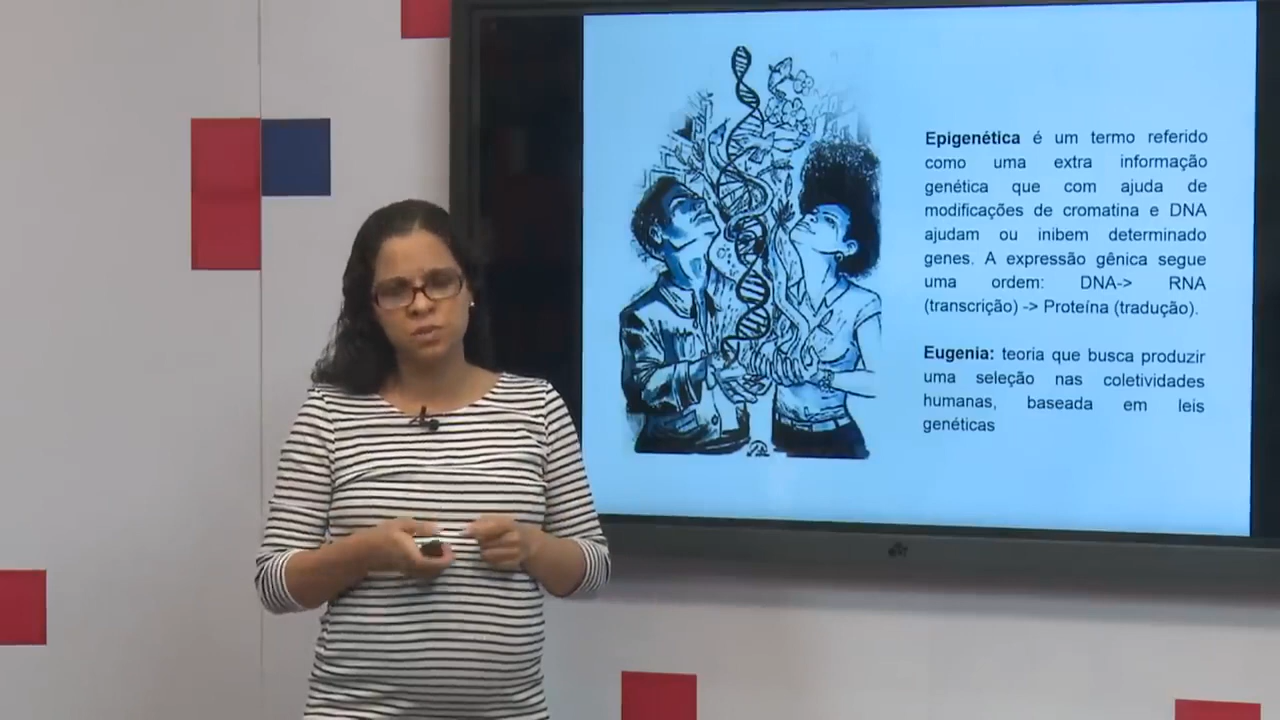 Epigenética é um termo referido
como uma extra informação
genética que com ajuda de
modificações de cromatina e DNA
ajudam ou inibem determinado
genes. A expressão gênica segue
uma ordem: DNA-> RNA
(transcrição) -> Proteína (tradução).
Eugenia: teoria que busca produzir
uma seleção nas coletividades
humanas, baseada em leis
genéticas